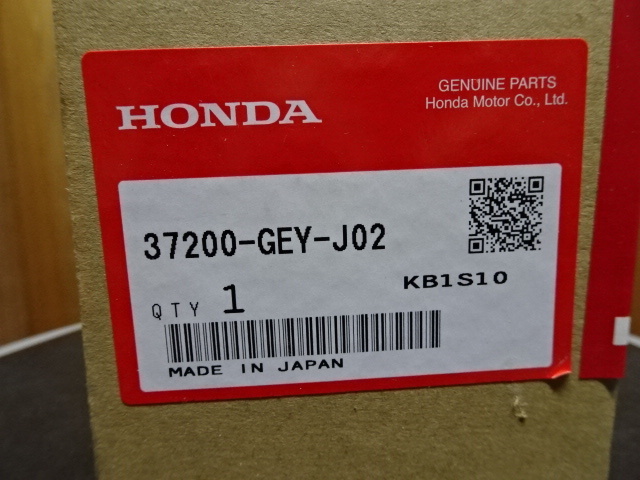 HONDA
GENUINE PARTS
Honda Motor Co., Ltd.
37200-GEY-J02
KB1S10
QTY 1
MADE IN JAPAN